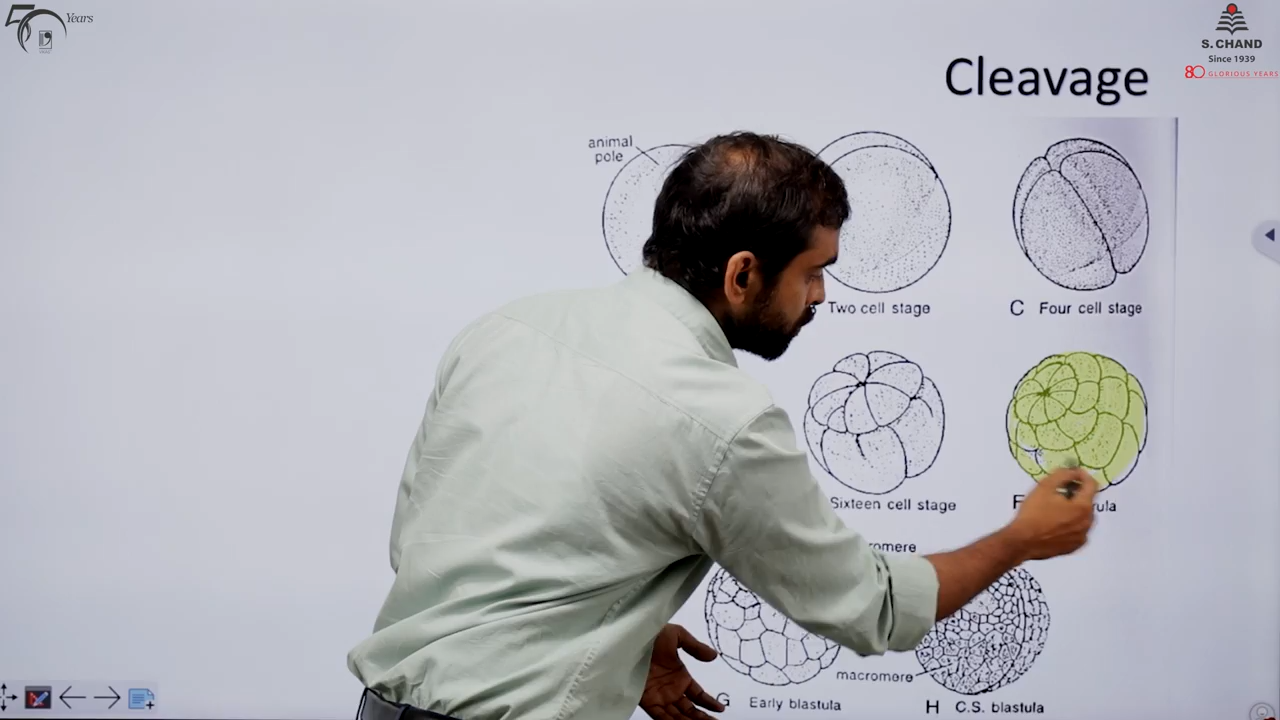 50 Years
S. CHAND
Since 1939
80 GLORIOUS YEARS
Cleavage
animal
pole
Two cell stage
C Four cell stage
Sixteen cell stage
F
macromere
G Early blastula
H C.S. blastula